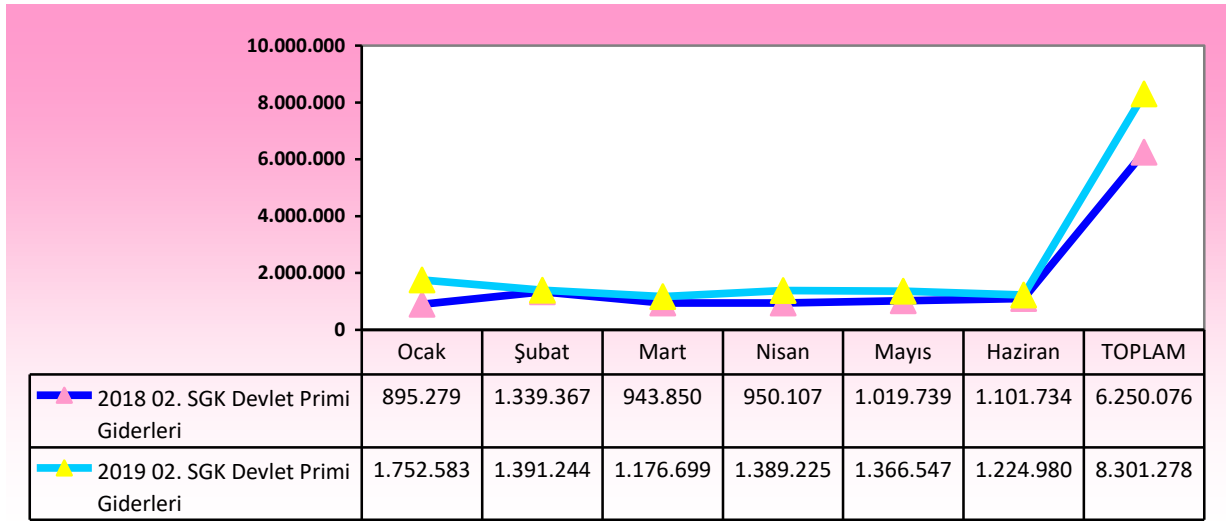 10.000.000
8.000.000
6.000.000
4.000.000
2.000.000
0
Ocak Şubat Mart Nisan Mayıs Haziran TOPLAM
2018 02. SGK Devlet Primi Giderleri 895.279 1.339.367 943.850 950.107 1.019.739 1.101.734 6.250.076
2019 02. SGK Devlet Primi Giderleri 1.752.583 1.391.244 1.176.699 1.389.225 1.366.547 1.224.980 8.301.278